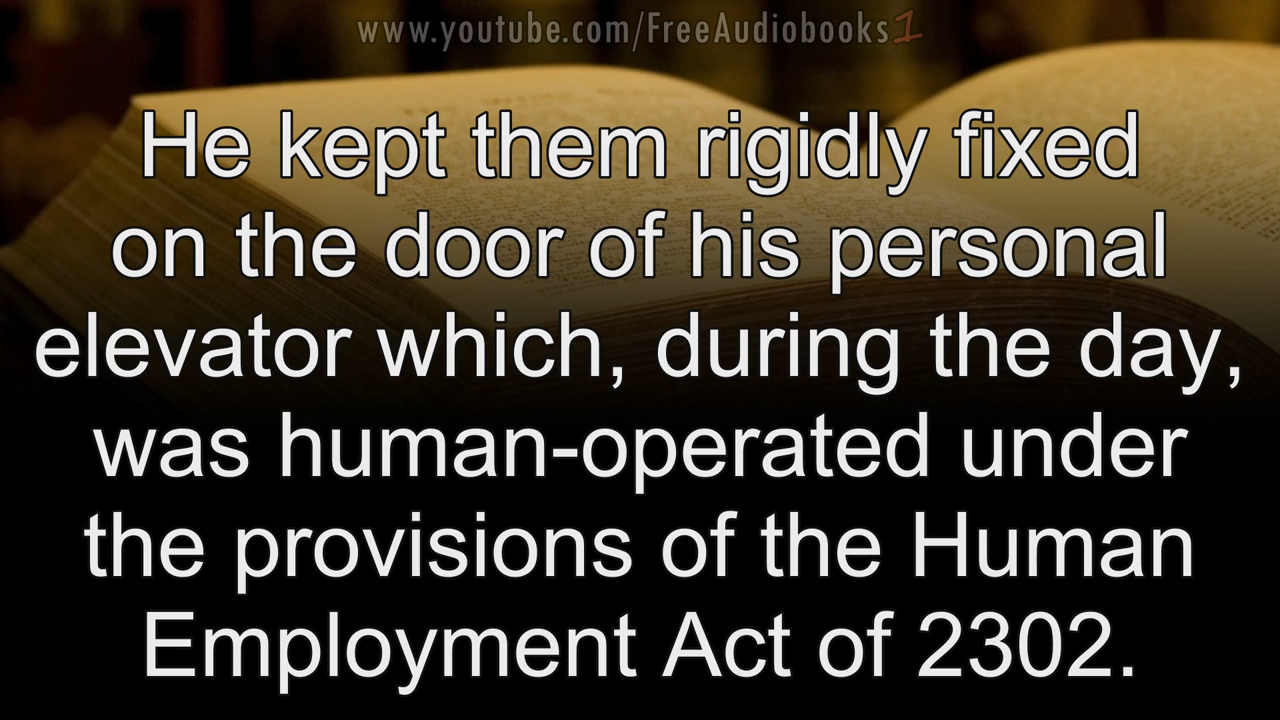 www.youtube.com/FreeAudiobooks1
He kept them rigidly fixed
on the door of his personal
elevator which, during the day,
was human-operated under
the provisions of the Human
Employment Act of 2302.